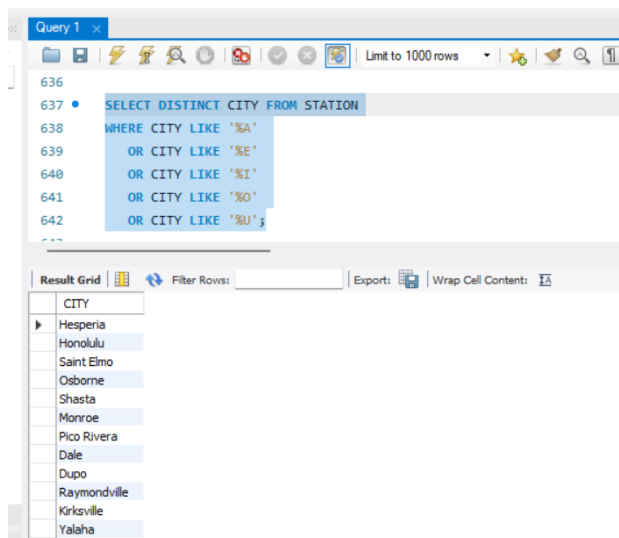 Query 1
Limit to 1000 rows
636
637 SELECT DISTINCT CITY FROM STATION
638 WHERE CITY LIKE '%A'
639 OR CITY LIKE '%E'
640 OR CITY LIKE '%I'
641 OR CITY LIKE '%O'
642 OR CITY LIKE '%U';
Result Grid Filter Rows: Export: Wrap Cell Content:
CITY
Hesperia
Honolulu
Saint Elmo
Osborne
Shasta
Monroe
Pico Rivera
Dale
Dupo
Raymondville
Kirksville
Yalaha